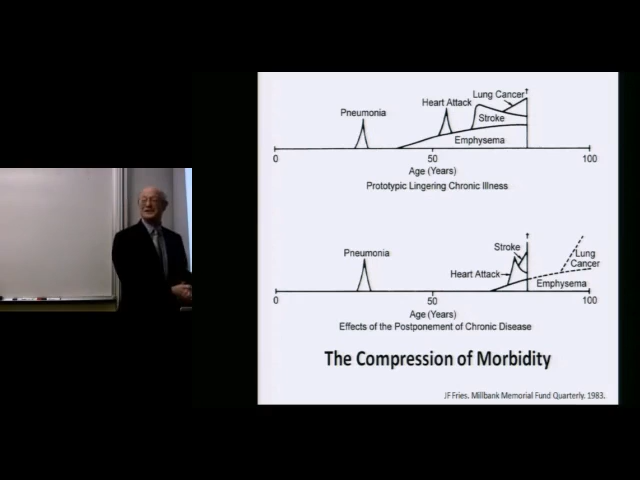 Lung Cancer
†
Heart Attack
Pneumonia
Stroke
Emphysema
0 50 100
Age (Years)
Prototypic Lingering Chronic Illness
†
Stroke
Pneumonia
Lung
Cancer
Heart Attack
Emphysema
0 50 100
Age (Years)
Effects of the Postponement of Chronic Disease
The Compression of Morbidity
JF Fries. Millbank Memorial Fund Quarterly. 1983.